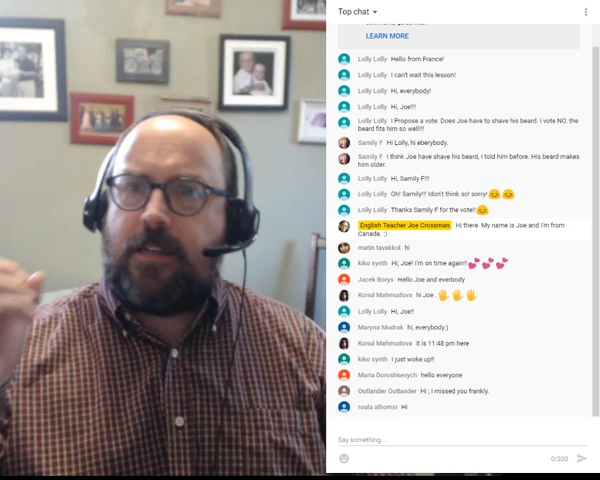 Top chat
LEARN MORE
Lolly Lolly Hello from France!
Lolly Lolly I can't wait this lesson!
Lolly Lolly Hi, everybody!
Lolly Lolly Hi, Joe!!!
Lolly Lolly I Propose a vote: Does Joe have to shave his beard. I vote NO. the
beard fits him so well!!!
Samily F Hi Lolly, hi eberybody.
Samily F I think Joe have shave his beard, I told him before. His beard makes
him older.
Lolly Lolly Hi, Samily F!!!
Lolly Lolly Oh! Samily!!! Idon't think so! sorry!😊😊
Lolly Lolly Thanks Samily F for the vote!!😊
English Teacher Joe Crossman Hi there. My name is Joe and i'm from
Canada. :)
matin tavakkol hi
kiko synth Hi, Joe! I'm on time again!!💕💕💕
Jacek Borys Hello Joe and everbody
Konul Mahmudova hi Joe .🖐🖐🖐
Lolly Lolly Hi, Joe!!
Maryna Mudrak hi, everybody:)
Konul Mahmudova it is 11:48 pm here
kiko synth I just woke up!!
Maria Doroshkevych hello everyone
Outlander Outlander Hi ; i missed you frankly.
roula alhomsi Hi
Say something...
0/200